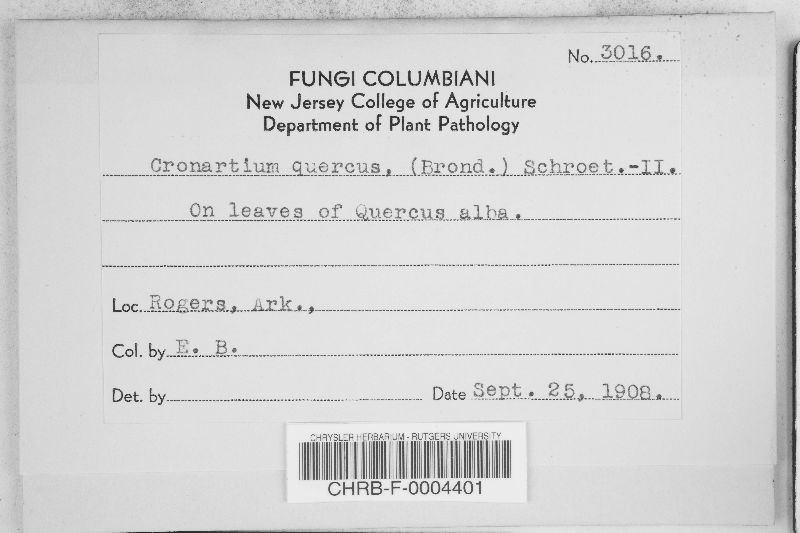 No. 3016.
FUNGI COLUMBIANI
New Jersey College of Agriculture
Department of Plant Pathology
Cronartium quercus, (Brond.) Schroet.-II.
On leaves of Quercus alba.
Loc. Rogers, Ark.,
Col. by E. B.
Det. by
Date Sept. 25, 1908.
CHRYSLER HERBARIUM - RUTGERS UNIVERSITY
CHRB-F-0004401